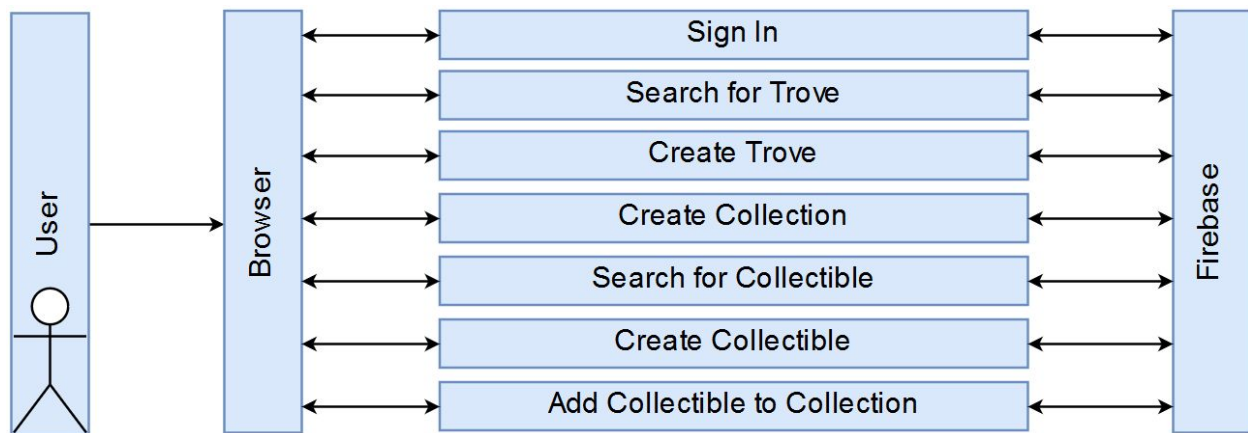 User
Browser
Sign In
Search for Trove
Create Trove
Create Collection
Search for Collectible
Create Collectible
Add Collectible to Collection
Firebase